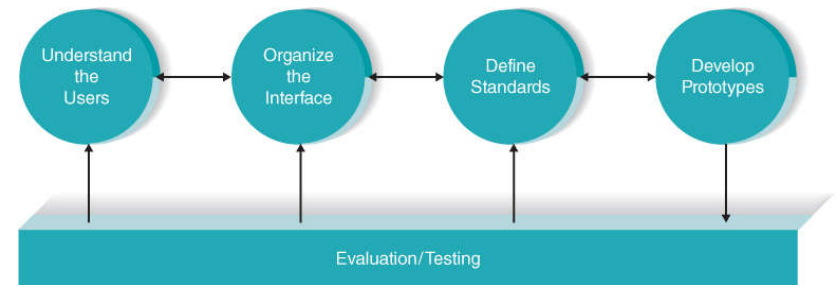 Understand
the
Users
Organize
the
Interface
Define
Standards
Develop
Prototypes
Evaluation/Testing